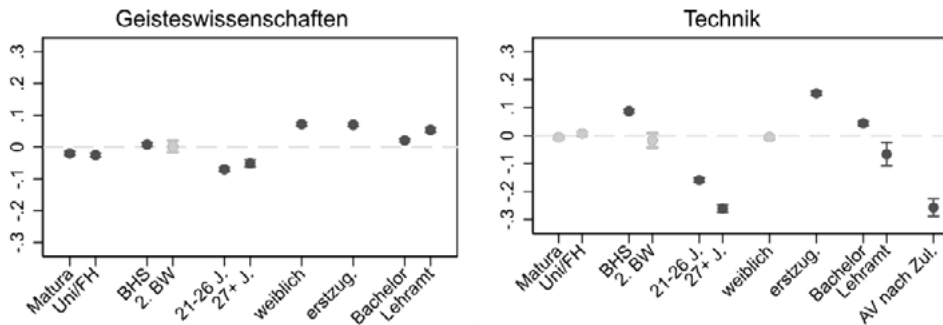 Geisteswissenschaften
.3
.2
.1
0
-.1
-.2
-.3
Matura
Uni/FH
BHS
2. BW
21-26 J.
27+ J.
weiblich
erstzug.
Bachelor
Lehramt
Technik
.3
.2
.1
0
-.1
-.2
-.3
Matura
Uni/FH
BHS
2. BW
21-26 J.
27+ J.
weiblich
erstzug.
Bachelor
Lehramt
AV nach Zul.